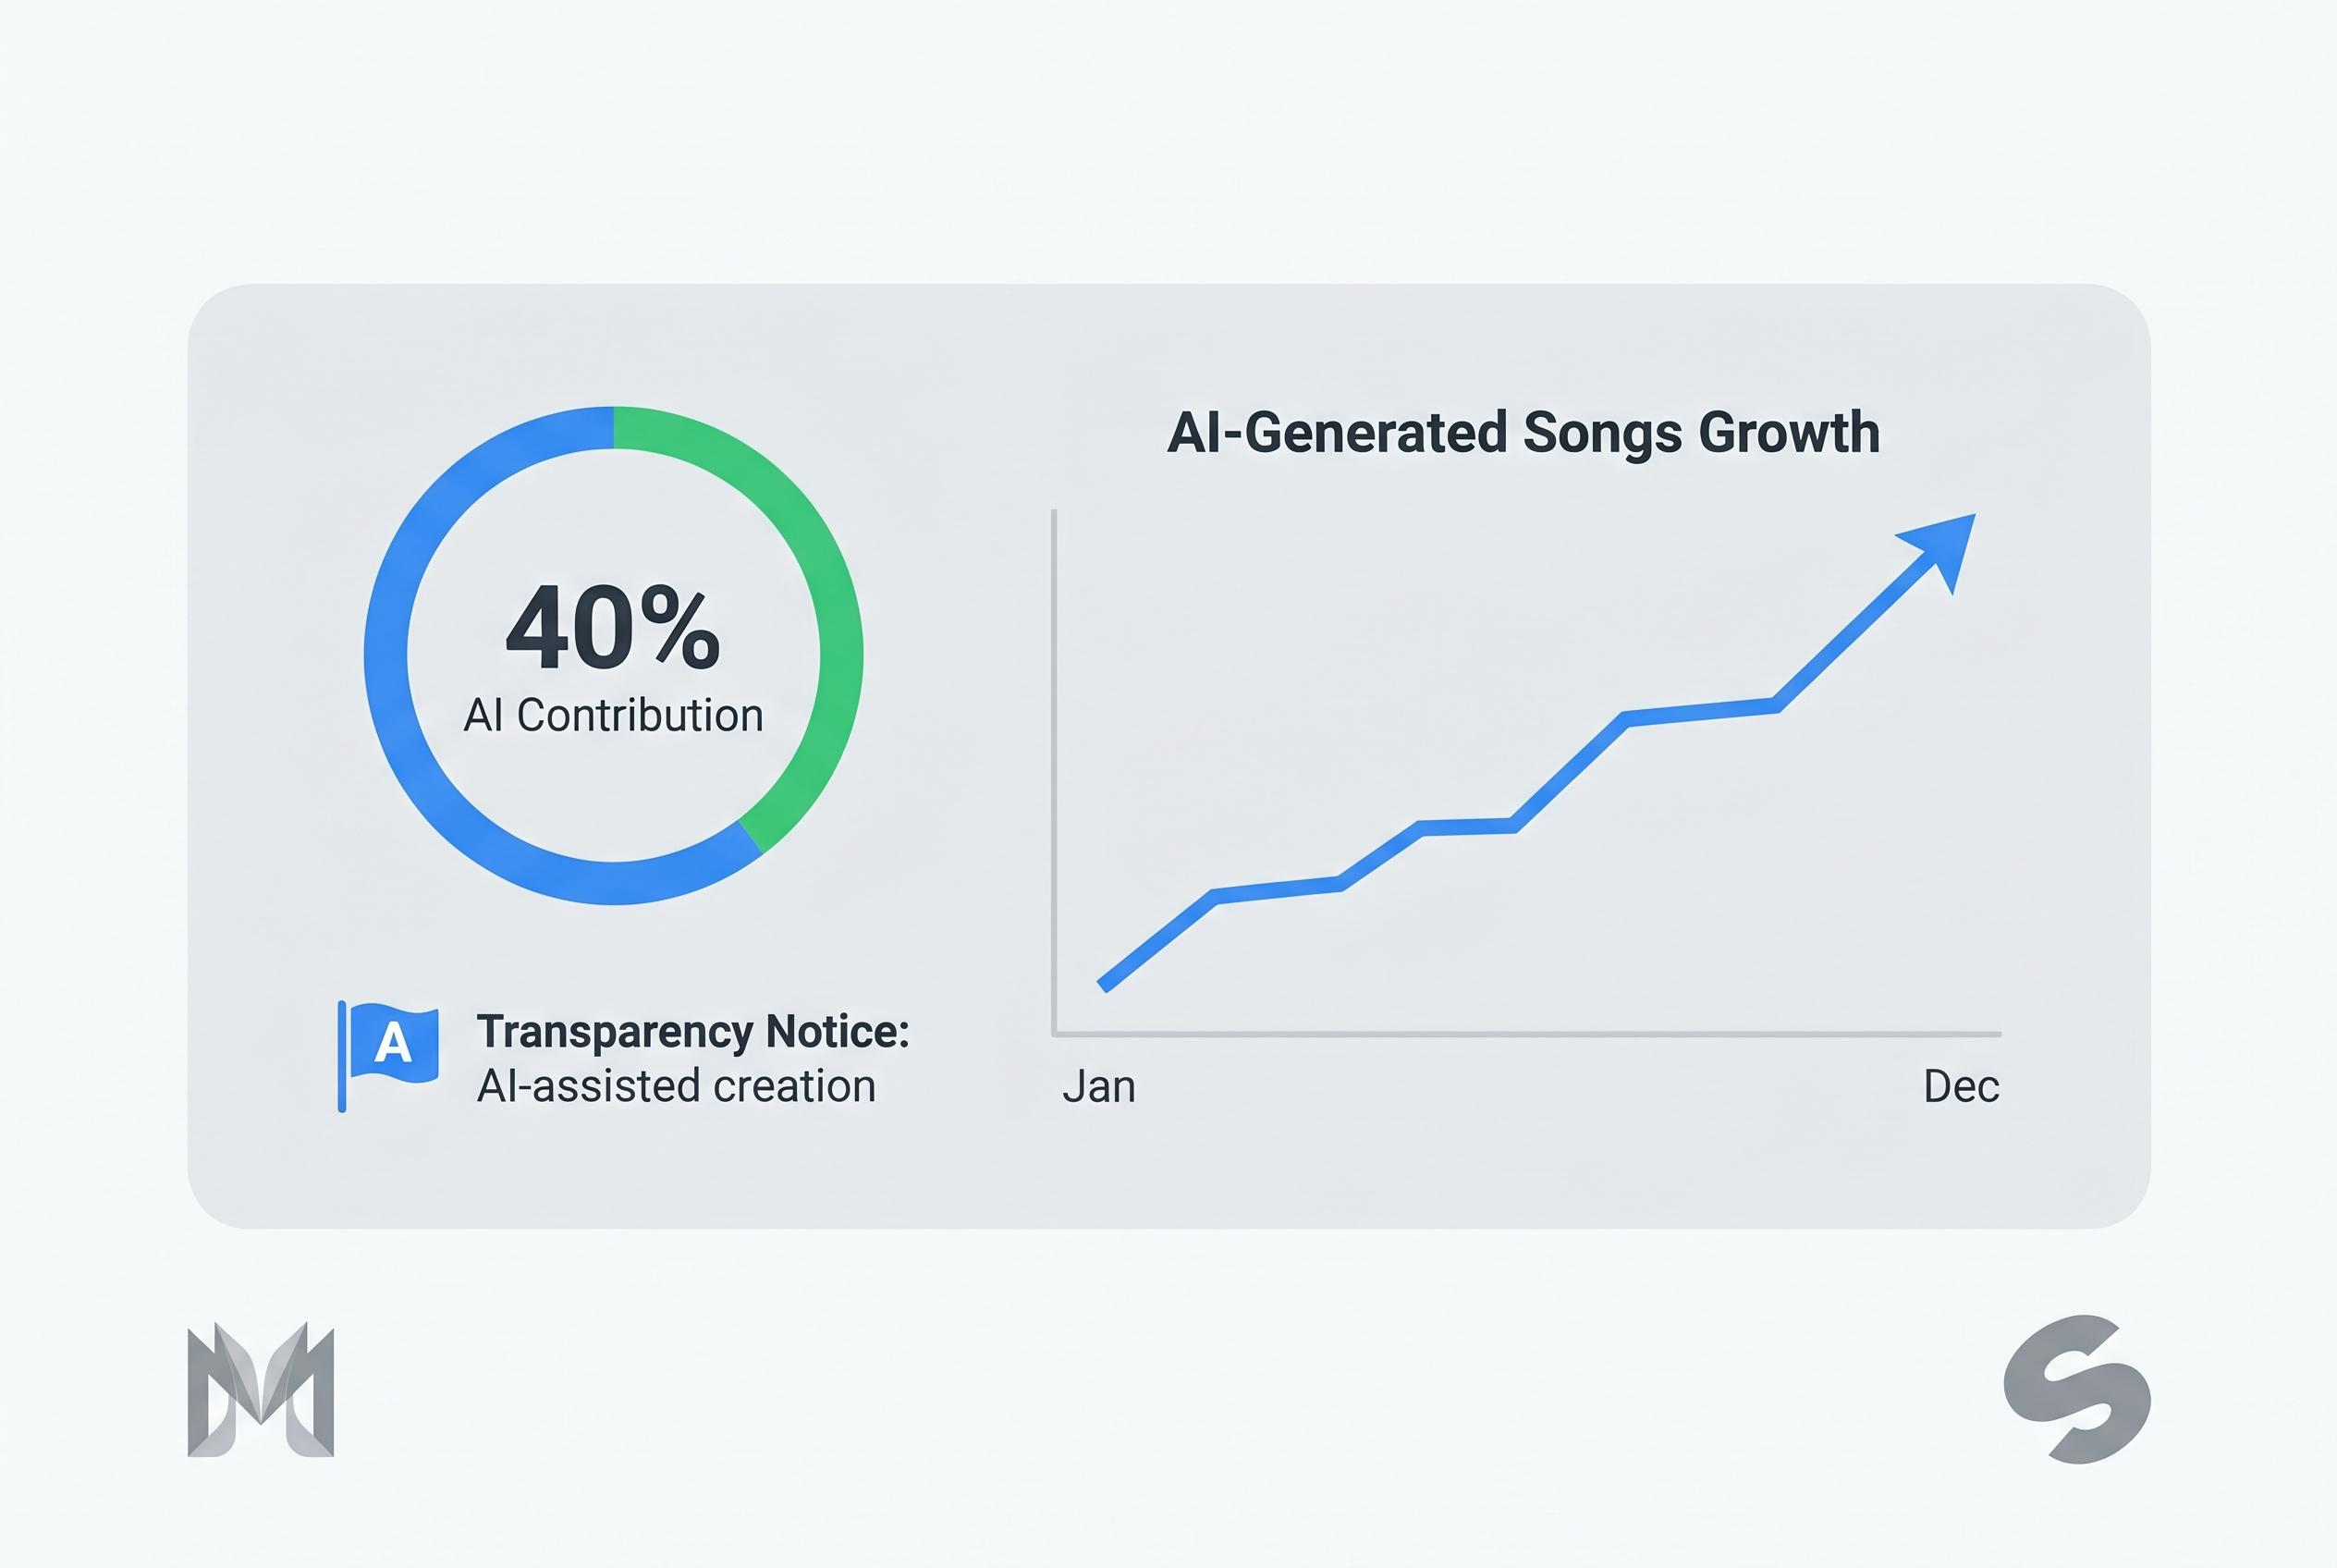 40%
AI Contribution
A
Transparency Notice:
AI-assisted creation
AI-Generated Songs Growth
Jan
Dec
M
S